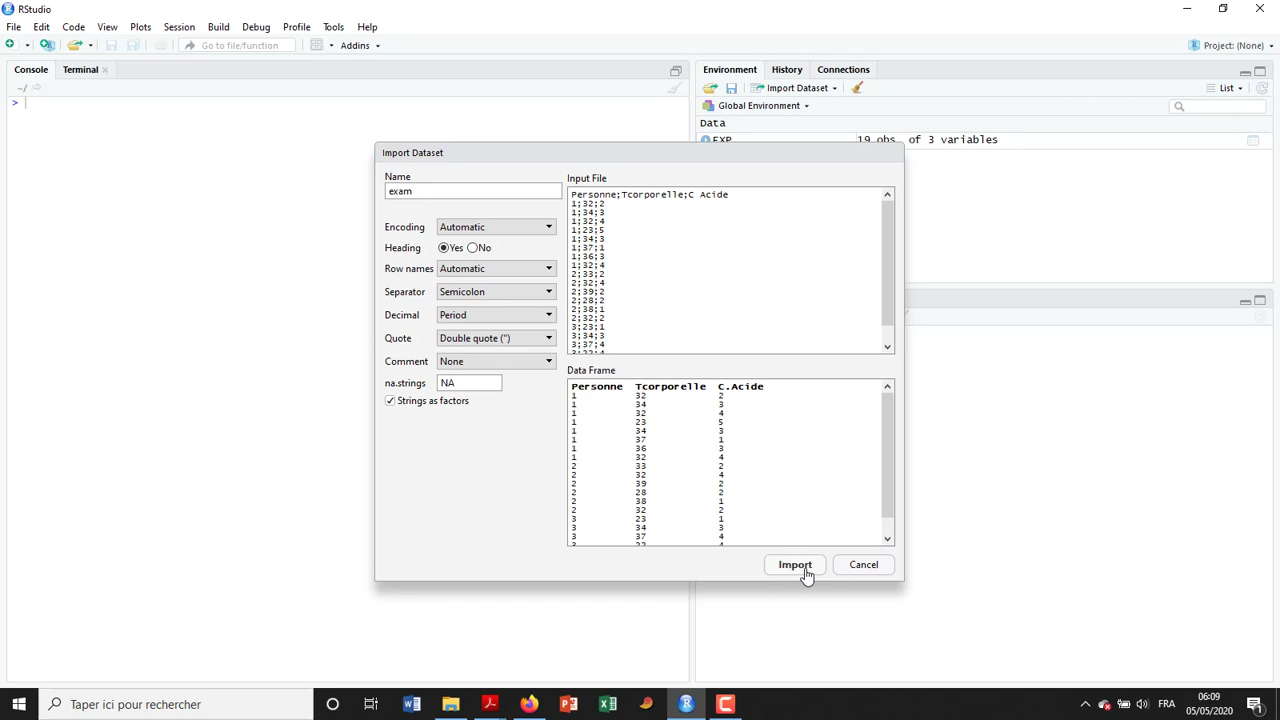 RStudio
File Edit Code View Plots Session Build Debug Profile Tools Help
Go to file/function Addins Project: (None)
Console Terminal Environment History Connections
~/ Import Dataset List
> Global Environment
Data
EXP 19 obs. of 3 variables
Import Dataset
Name
exam
Encoding Automatic
Heading Yes No
Row names Automatic
Separator Semicolon
Decimal Period
Quote Double quote (")
Comment None
na.strings NA
Strings as factors
Input File
Personne;Tcorporelle;C Acide
1;32;2
1;34;3
1;32;4
1;23;5
1;34;3
1;37;1
1;36;3
1;32;4
2;33;2
2;32;4
2;39;2
2;28;2
2;38;1
2;32;2
3;23;1
3;34;3
3;37;4
Data Frame
Personne Tcorporelle C.Acide
1 32 2
1 34 3
1 32 4
1 23 5
1 34 3
1 37 1
1 36 3
1 32 4
2 33 2
2 32 4
2 39 2
2 28 2
2 38 1
2 32 2
3 23 1
3 34 3
3 37 4
Import Cancel
Taper ici pour rechercher
FRA
06:09
05/05/2020